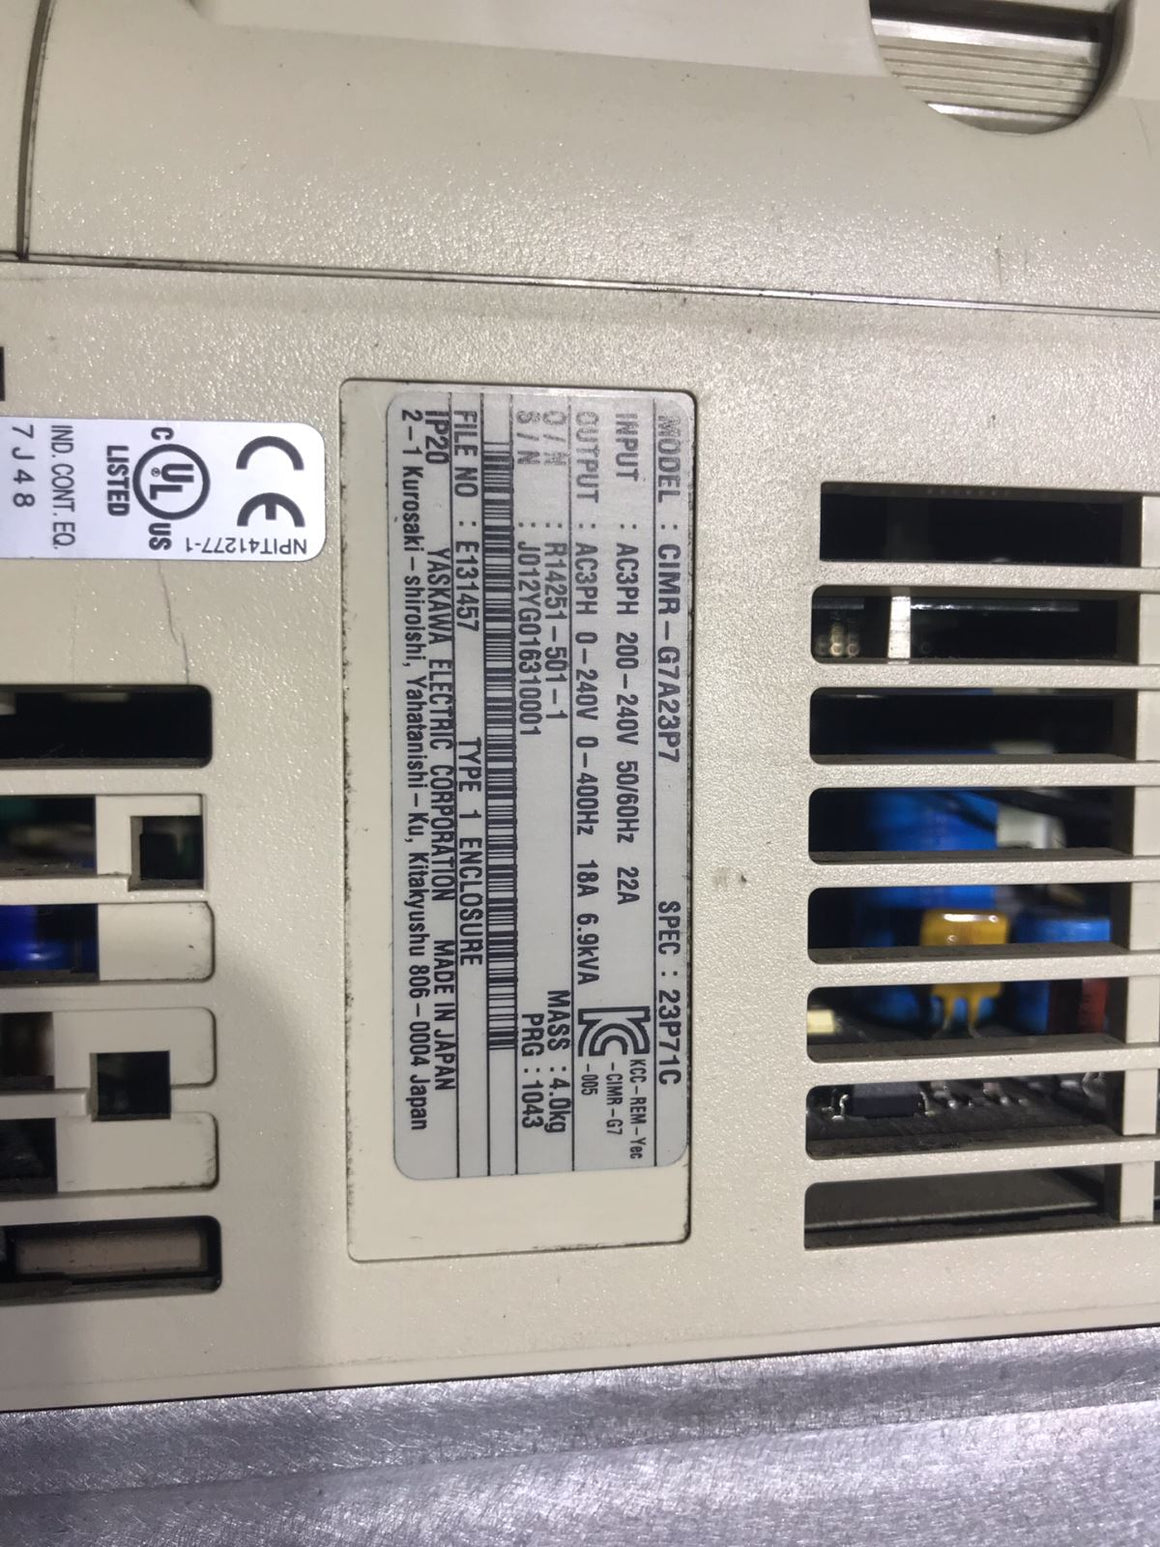 MODEL : CIMR-G7A23P7 SPEC : 23P71C
INPUT : AC3PH 200-240V 50/60Hz 22A
OUTPUT : AC3PH 0-240V 0-400Hz 18A 6.9kVA
KCC-REM-Yec
-CIMR-G7
-005
O/N : R14251-501-1 MASS : 4.0kg
S/N : J012YG016310001 PRG : 1043
FILE NO : E131457 TYPE 1 ENCLOSURE
IP20 YASKAWA ELECTRIC CORPORATION MADE IN JAPAN
2-1 Kurosaki-shiroishi, Yahatanishi-Ku, Kitakyushu 806-0004 Japan
NPIT41277-1
CE
C UL US
LISTED
IND. CONT. EQ.
7J48